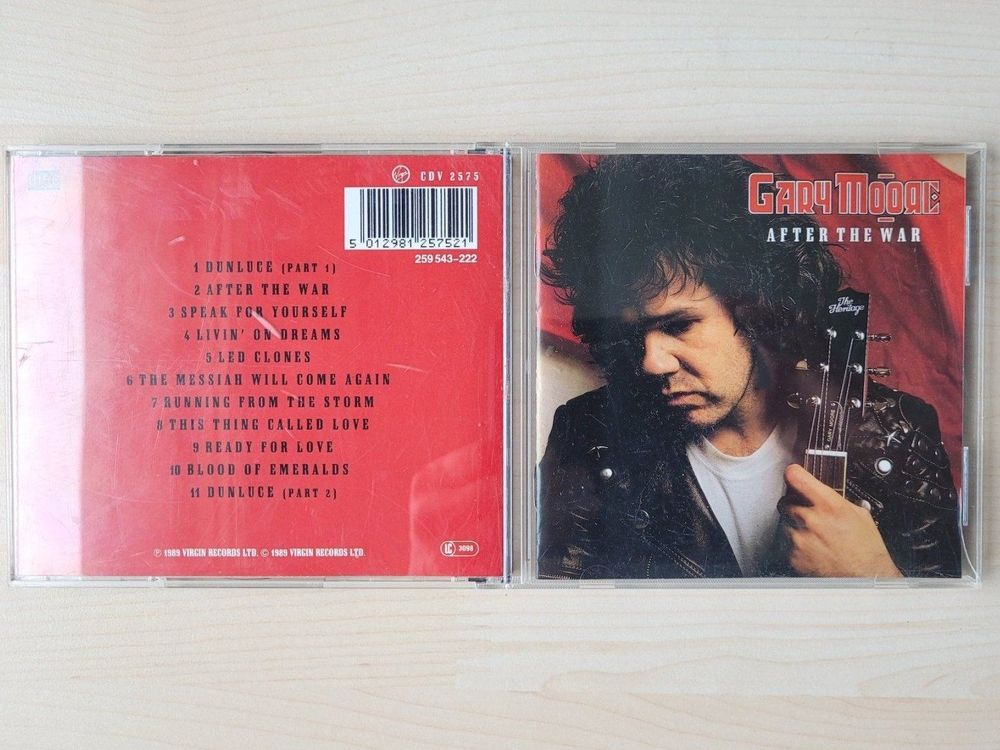 Virgin
CDV 2575
5 012981 257521
259 543-222
1 DUNLUCE (PART 1)
2 AFTER THE WAR
3 SPEAK FOR YOURSELF
4 LIVIN' ON DREAMS
5 LED CLONES
6 THE MESSIAH WILL COME AGAIN
7 RUNNING FROM THE STORM
8 THIS THING CALLED LOVE
9 READY FOR LOVE
10 BLOOD OF EMERALDS
11 DUNLUCE (PART 2)
℗ 1989 VIRGIN RECORDS LTD. © 1989 VIRGIN RECORDS LTD.
LC 3098
GARY MOORE
AFTER THE WAR
The Heritage
GARY MOORE